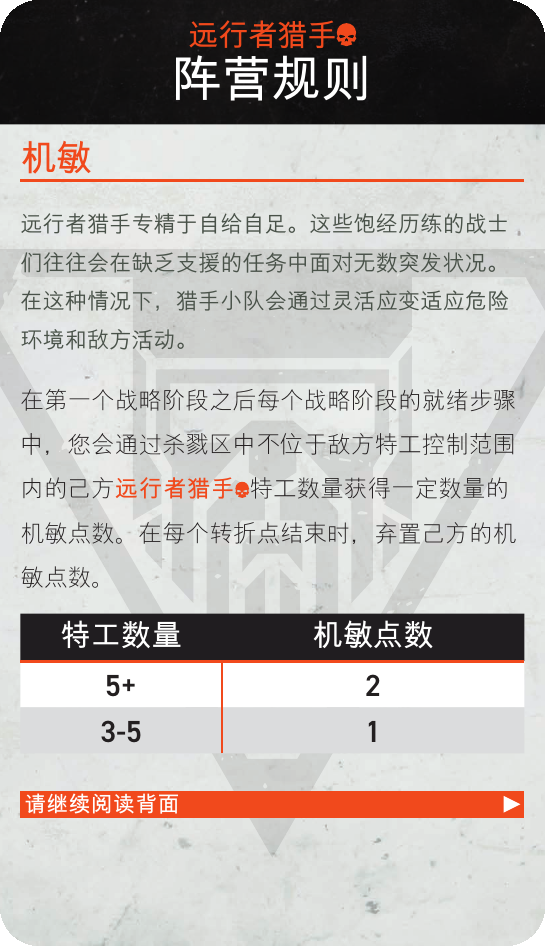 远行者猎手
阵营规则
机敏
远行者猎手专精于自给自足。这些饱经历练的战士
们往往会在缺乏支援的任务中面对无数突发状况。
在这种情况下，猎手小队会通过灵活应变适应危险
环境和敌方活动。
在第一个战略阶段之后每个战略阶段的就绪步骤
中，您会通过杀戮区中不位于敌方特工控制范围
内的己方远行者猎手特工数量获得一定数量的
机敏点数。在每个转折点结束时，弃置己方的机
敏点数。
特工数量 机敏点数
5+ 2
3-5 1
请继续阅读背面